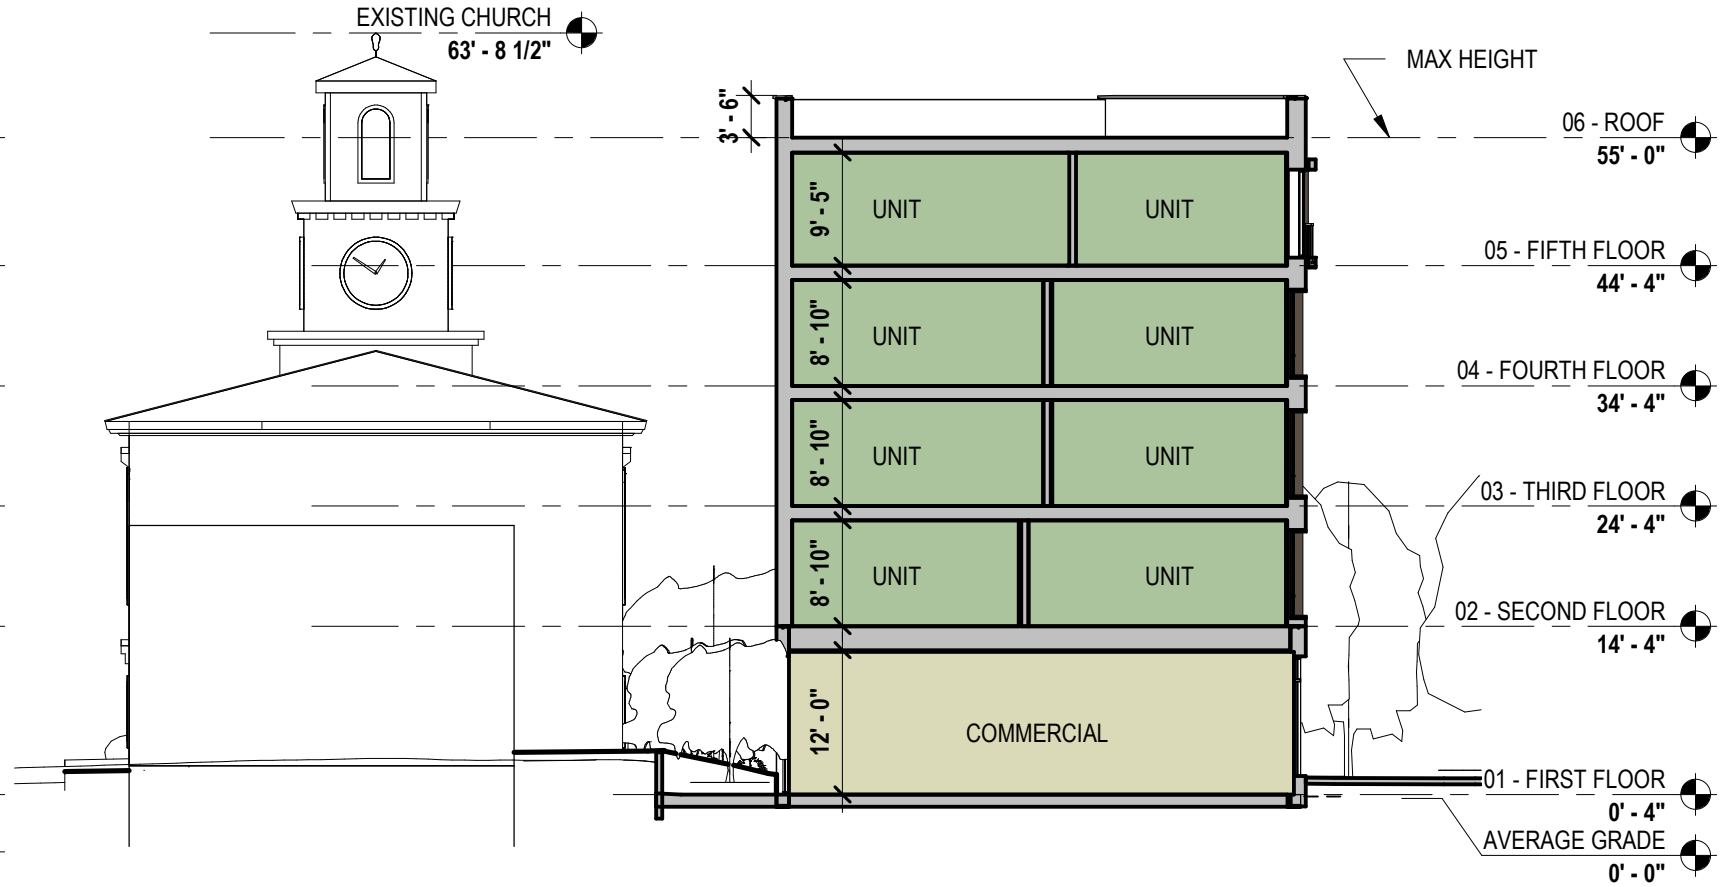 EXISTING CHURCH
63' - 8 1/2"
MAX HEIGHT
3' - 6"
06 - ROOF
55' - 0"
9' - 5"
UNIT
UNIT
05 - FIFTH FLOOR
44' - 4"
8' - 10"
UNIT
UNIT
04 - FOURTH FLOOR
34' - 4"
8' - 10"
UNIT
UNIT
03 - THIRD FLOOR
24' - 4"
8' - 10"
UNIT
UNIT
02 - SECOND FLOOR
14' - 4"
12' - 0"
COMMERCIAL
01 - FIRST FLOOR
0' - 4"
AVERAGE GRADE
0' - 0"